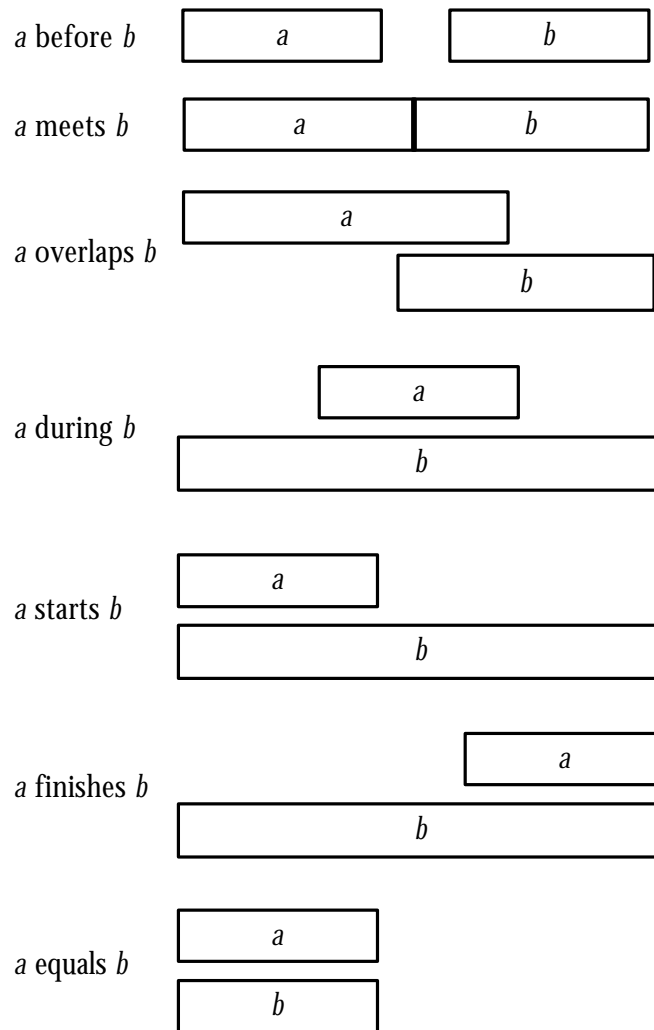 a before b a b
a meets b a b
a
a overlaps b
b
a
a during b
b
a
a starts b
b
a
a finishes b
b
a
a equals b
b